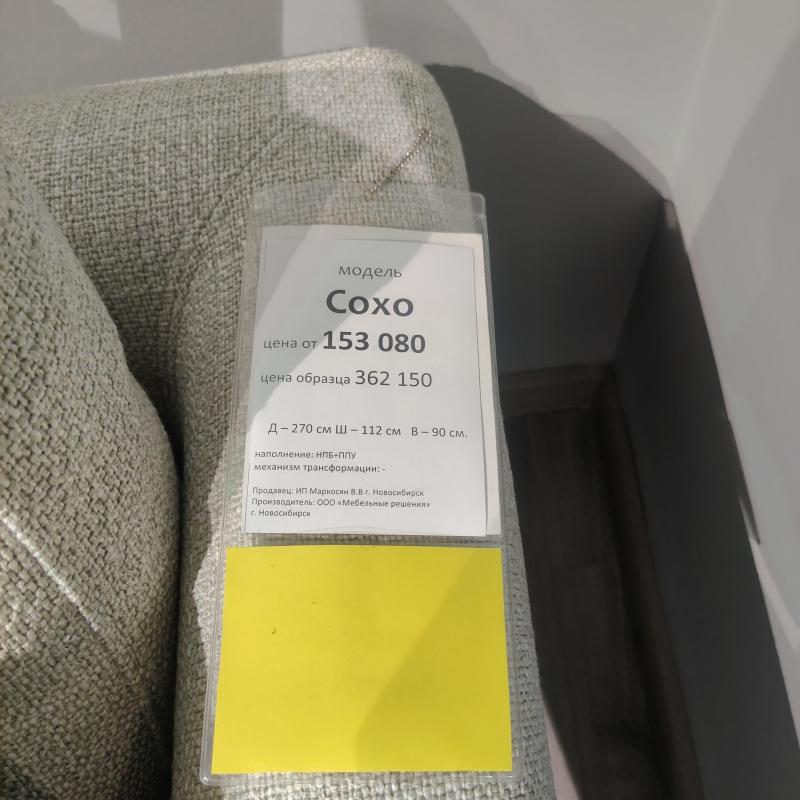 модель
Сохо
цена от 153 080
цена образца 362 150
Д – 270 см Ш – 112 см В – 90 см.
наполнение: НПБ+ППУ
механизм трансформации: -
Продавец: ИП Маркосян В.В г. Новосибирск
Производитель: ООО «Мебельные решения»
г. Новосибирск